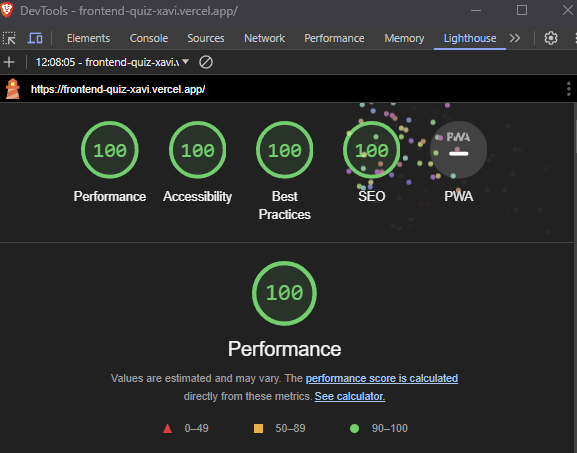 DevTools - frontend-quiz-xavi.vercel.app/
Elements Console Sources Network Performance Memory Lighthouse
12:08:05 - frontend-quiz-xavi.v
https://frontend-quiz-xavi.vercel.app/
100 100 100 100 PWA
Performance Accessibility Best Practices SEO PWA
100
Performance
Values are estimated and may vary. The performance score is calculated
directly from these metrics. See calculator.
0–49 50–89 90–100